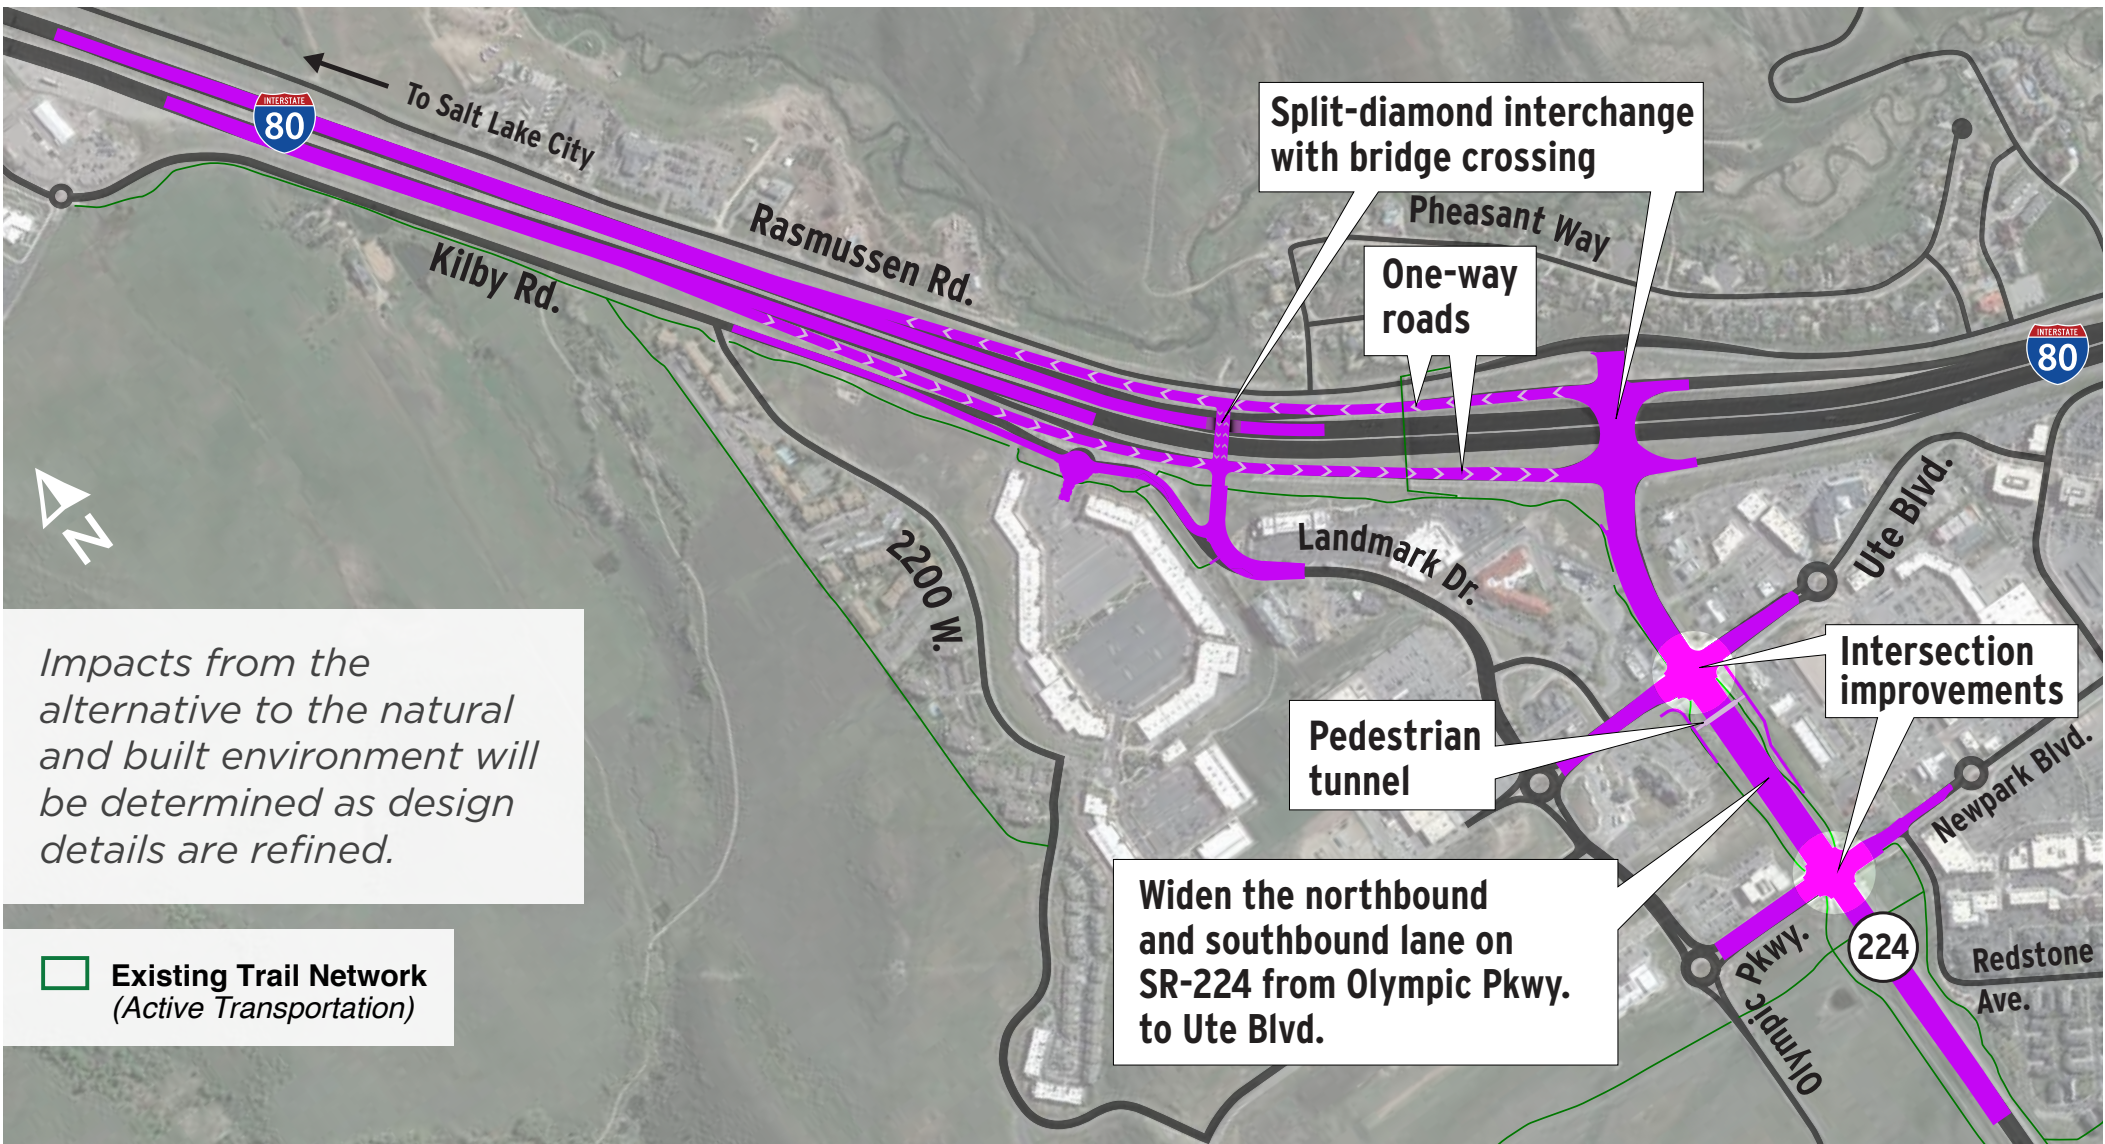 INTERSTATE
80
To Salt Lake City
Rasmussen Rd.
Kilby Rd.
Split-diamond interchange
with bridge crossing
Pheasant Way
One-way
roads
INTERSTATE
80
N
2200 W.
Landmark Dr.
Ute Blvd.
Impacts from the
alternative to the natural
and built environment will
be determined as design
details are refined.
Intersection
improvements
Pedestrian
tunnel
Newpark Blvd.
Widen the northbound
and southbound lane on
SR-224 from Olympic Pkwy.
to Ute Blvd.
224
Redstone
Ave.
Olympic Pkwy.
Existing Trail Network
(Active Transportation)